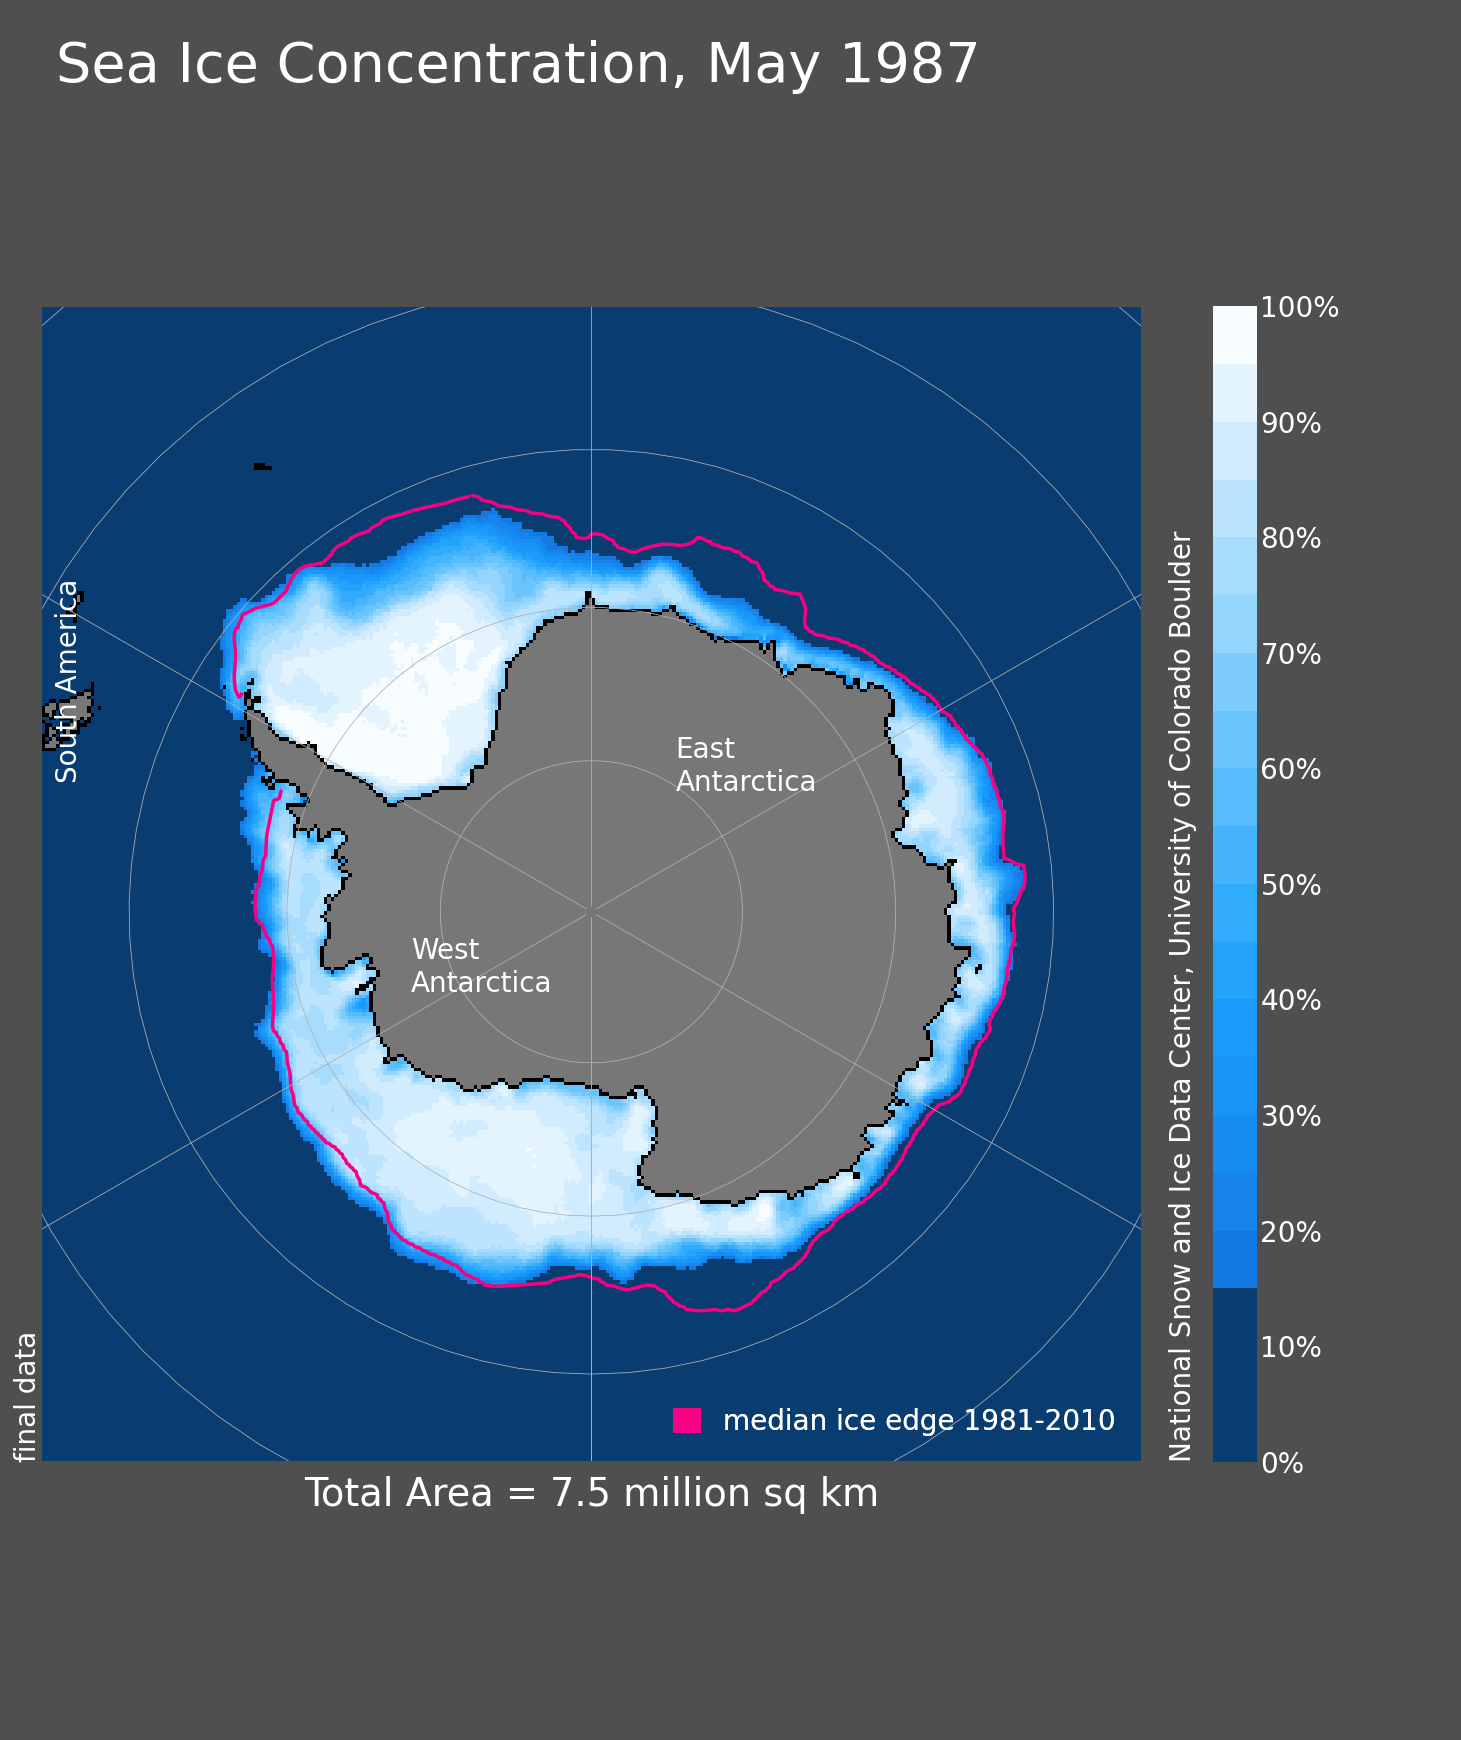 Sea Ice Concentration, May 1987
South America
East
Antarctica
West
Antarctica
final data
median ice edge 1981-2010
Total Area = 7.5 million sq km
National Snow and Ice Data Center, University of Colorado Boulder
100%
90%
80%
70%
60%
50%
40%
30%
20%
10%
0%